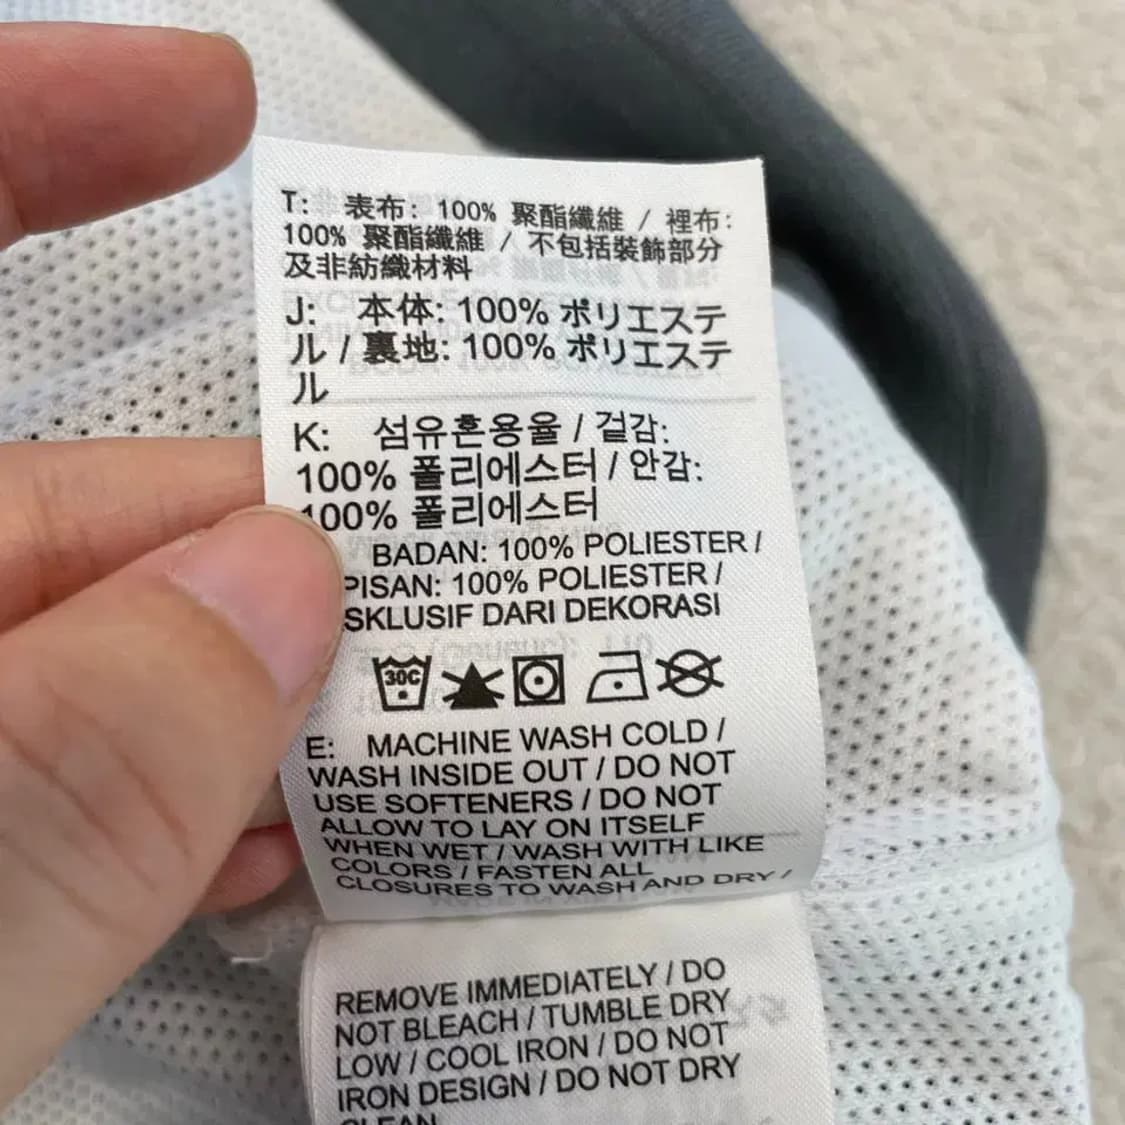 T: 表布: 100% 聚酯纖維 / 裡布:
100% 聚酯纖維 / 不包括裝飾部分
及非紡織材料
J: 本体: 100% ポリエステ
ル / 裏地: 100% ポリエステ
ル
K: 섬유혼용율 / 겉감:
100% 폴리에스터 / 안감:
100% 폴리에스터
BADAN: 100% POLIESTER /
PISAN: 100% POLIESTER /
SKLUSIF DARI DEKORASI
30C
E: MACHINE WASH COLD /
WASH INSIDE OUT / DO NOT
USE SOFTENERS / DO NOT
ALLOW TO LAY ON ITSELF
WHEN WET / WASH WITH LIKE
COLORS / FASTEN ALL
CLOSURES TO WASH AND DRY /
REMOVE IMMEDIATELY / DO
NOT BLEACH / TUMBLE DRY
LOW / COOL IRON / DO NOT
IRON DESIGN / DO NOT DRY
CLEAN